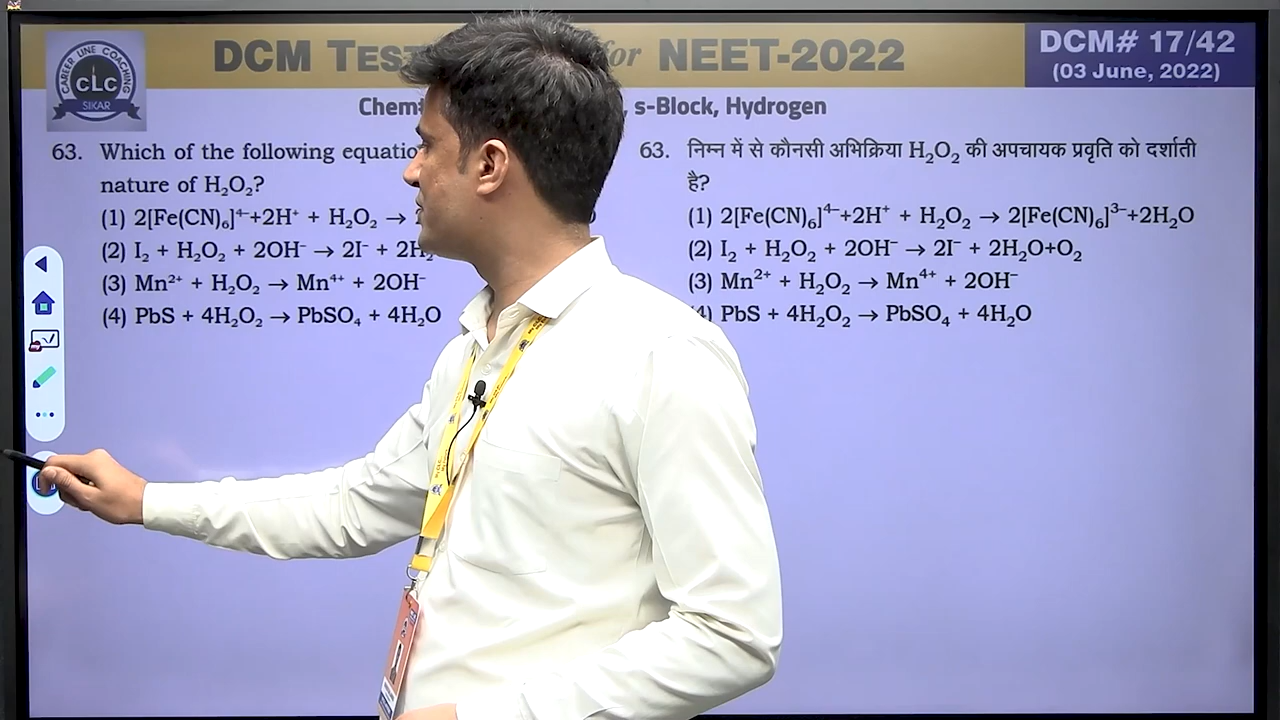 CAREER LINE COACHING
CLC
SIKAR
DCM TEST for NEET-2022
DCM# 17/42
(03 June, 2022)
s-Block, Hydrogen
63. Which of the following
nature of H₂O₂?
(1) 2[Fe(CN)₆]⁴⁻+2H⁺ + H₂O₂ →
(2) I₂ + H₂O₂ + 2OH⁻ → 2I⁻ +
(3) Mn²⁺ + H₂O₂ → Mn⁴⁺ + 2OH⁻
(4) PbS + 4H₂O₂ → PbSO₄ + 4H₂O
63. निम्न में से कौनसी अभिक्रिया H₂O₂ की अपचायक प्रवृति को दर्शाती
है?
(1) 2[Fe(CN)₆]⁴⁻+2H⁺ + H₂O₂ → 2[Fe(CN)₆]³⁻+2H₂O
(2) I₂ + H₂O₂ + 2OH⁻ → 2I⁻ + 2H₂O+O₂
(3) Mn²⁺ + H₂O₂ → Mn⁴⁺ + 2OH⁻
(4) PbS + 4H₂O₂ → PbSO₄ + 4H₂O